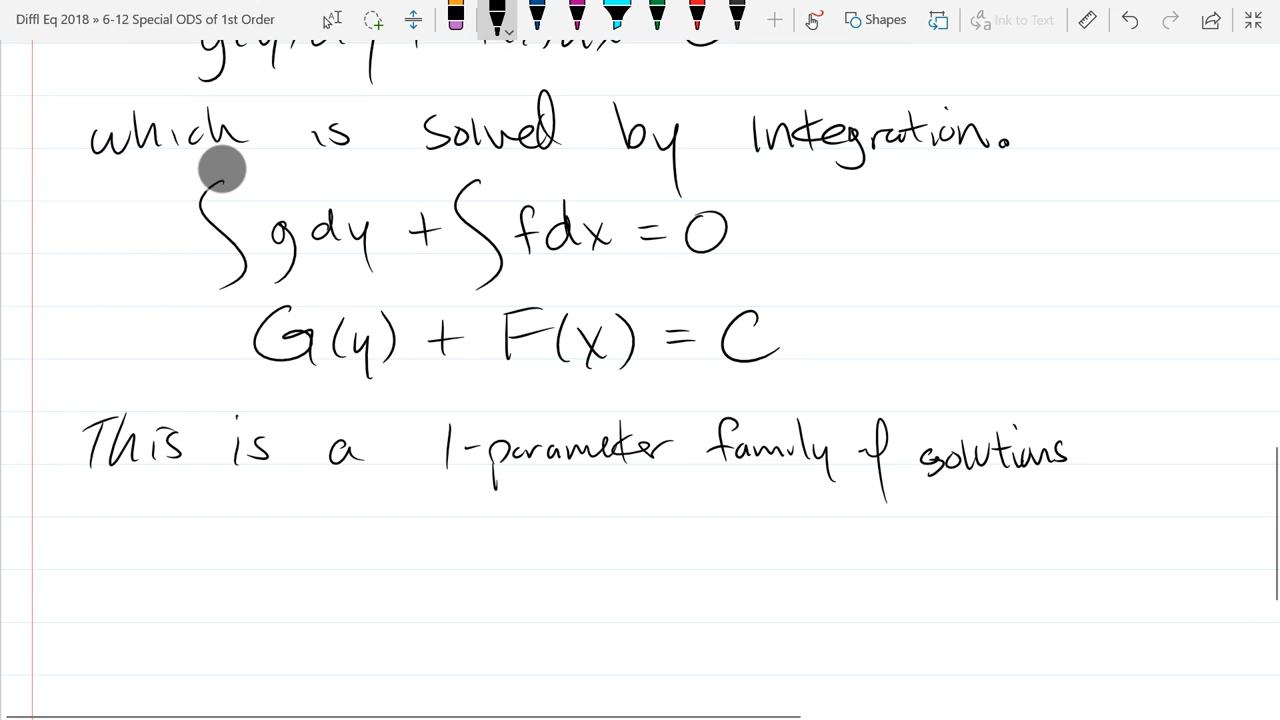 Diffl Eq 2018 » 6-12 Special ODS of 1st Order
Shapes
Ink to Text
which is solved by Integration.
∫ g dy + ∫ f dx = 0
G(y) + F(x) = C
This is a 1-parameter family of solutions